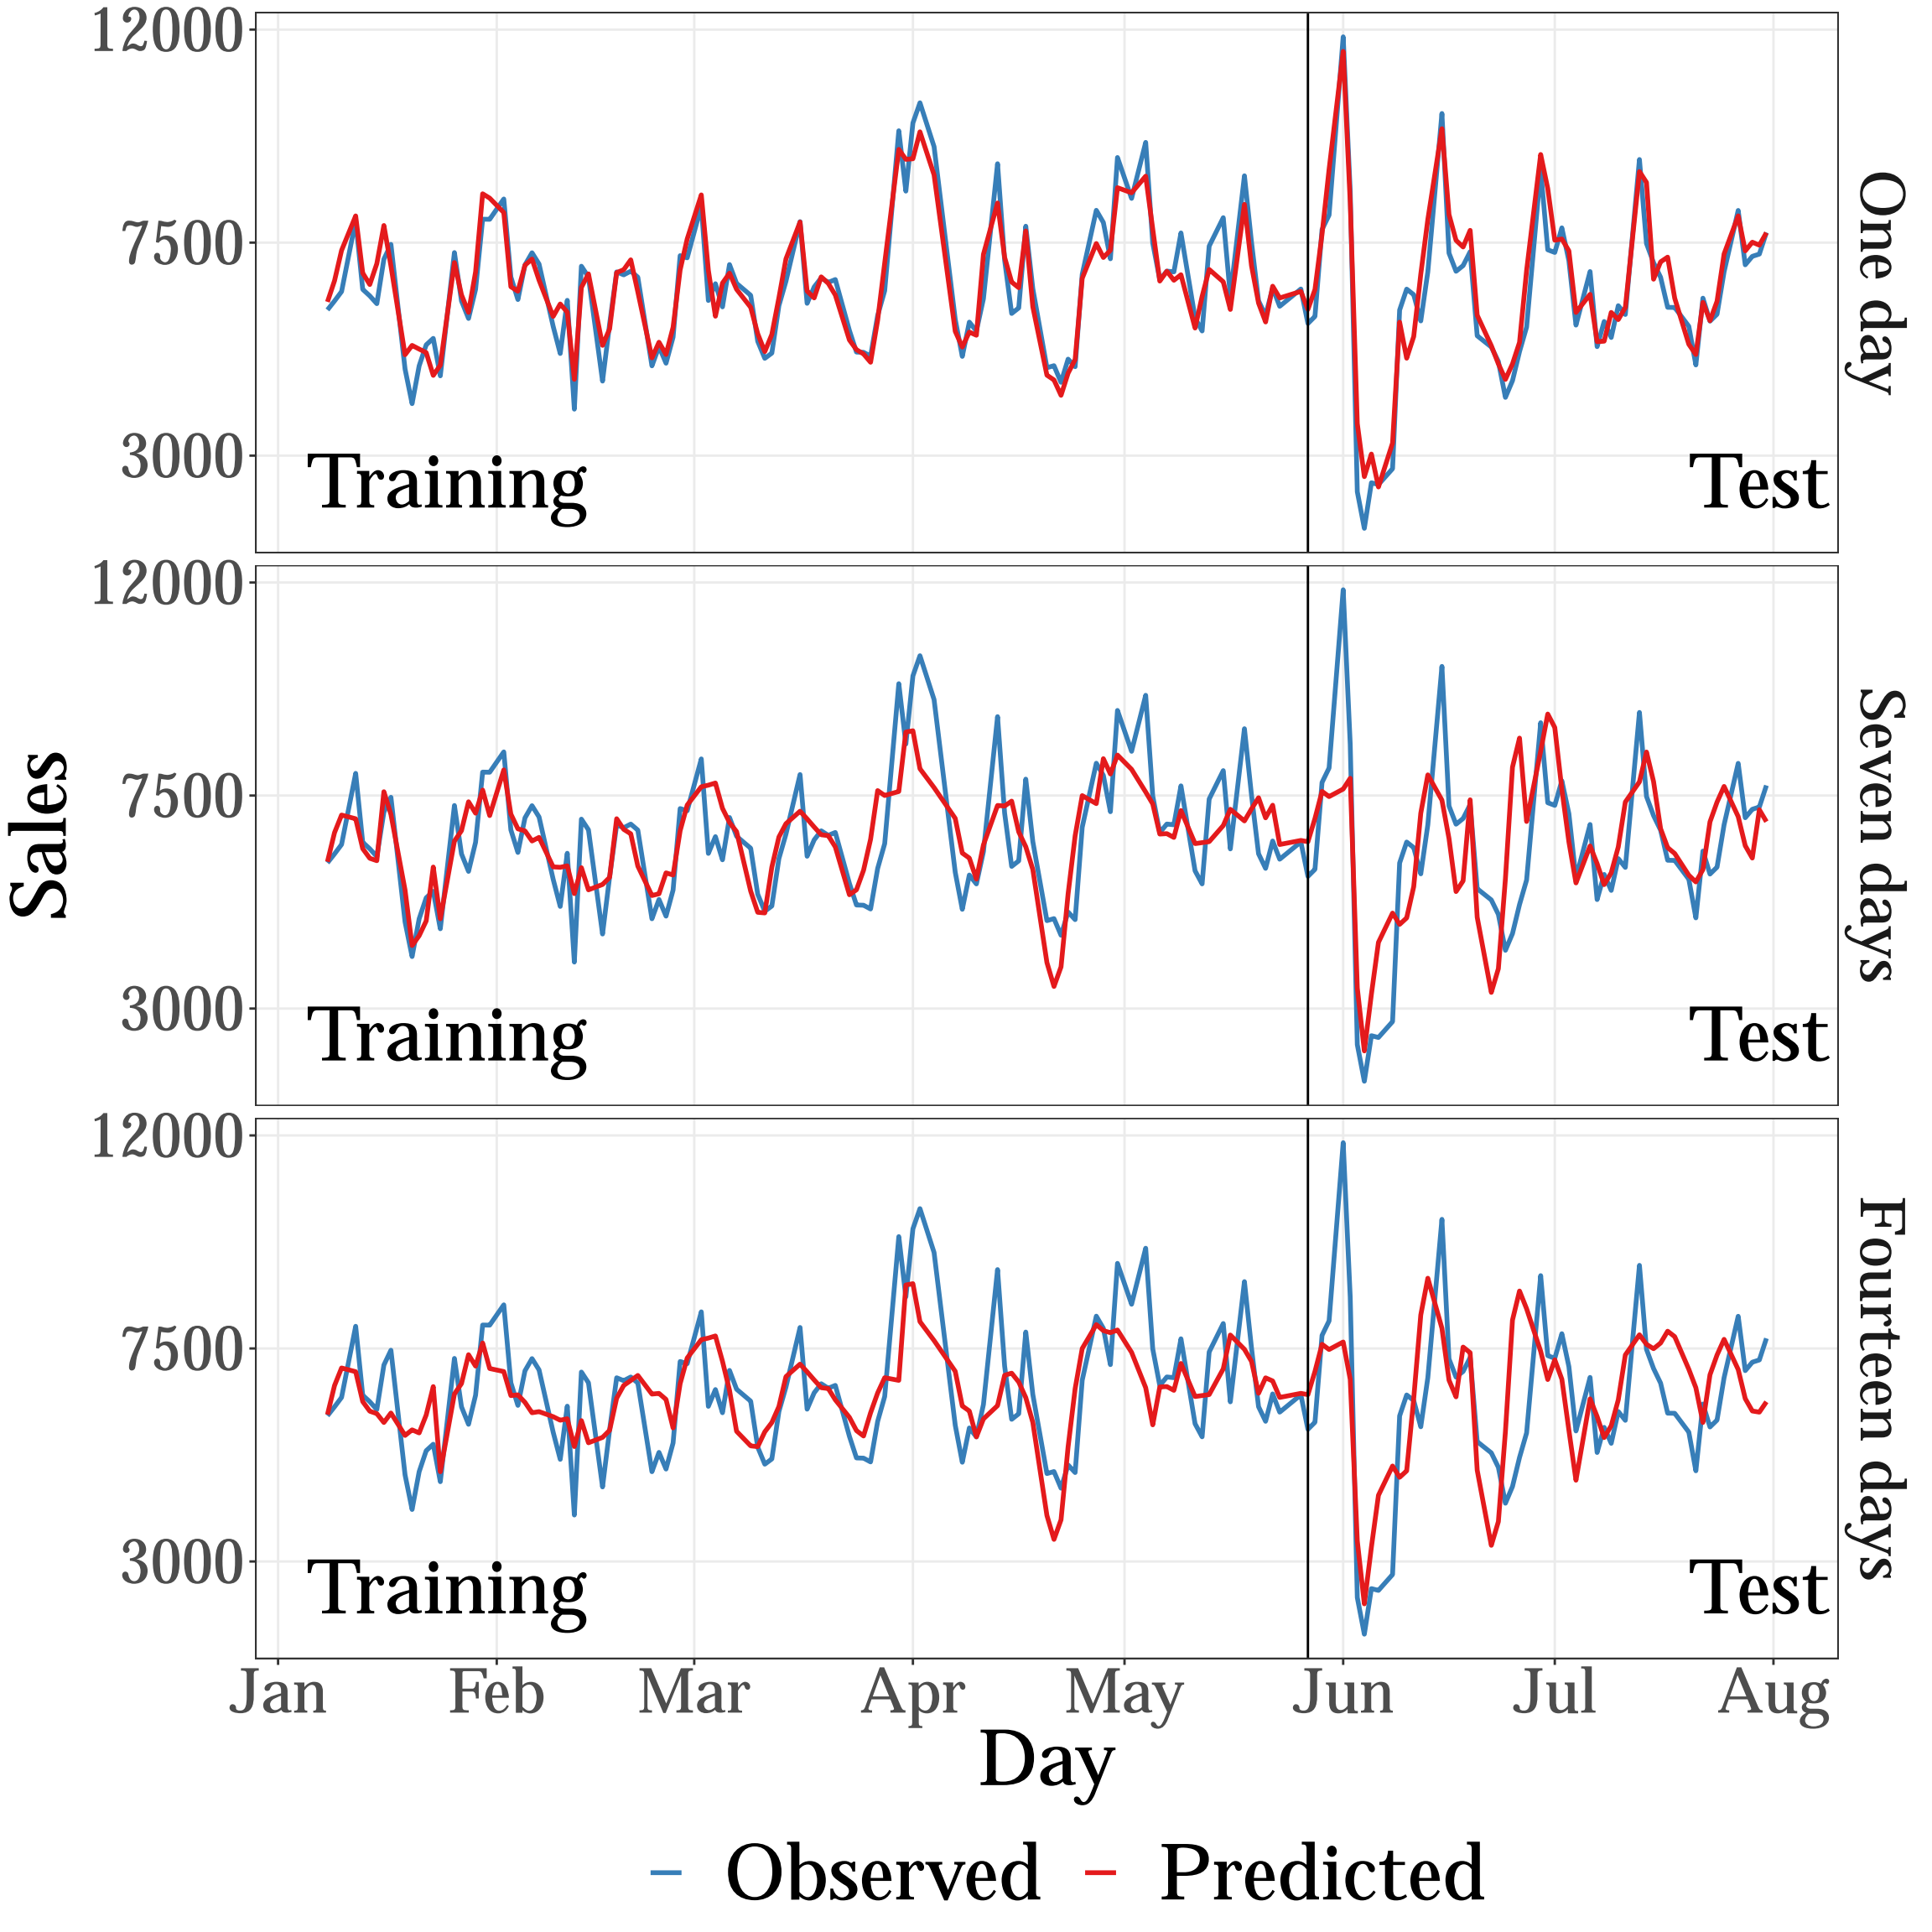 Sales
12000
7500
3000
Training
Test
One day
12000
7500
3000
Training
Test
Seven days
12000
7500
3000
Training
Test
Fourteen days
Jan Feb Mar Apr May Jun Jul Aug
Day
Observed Predicted